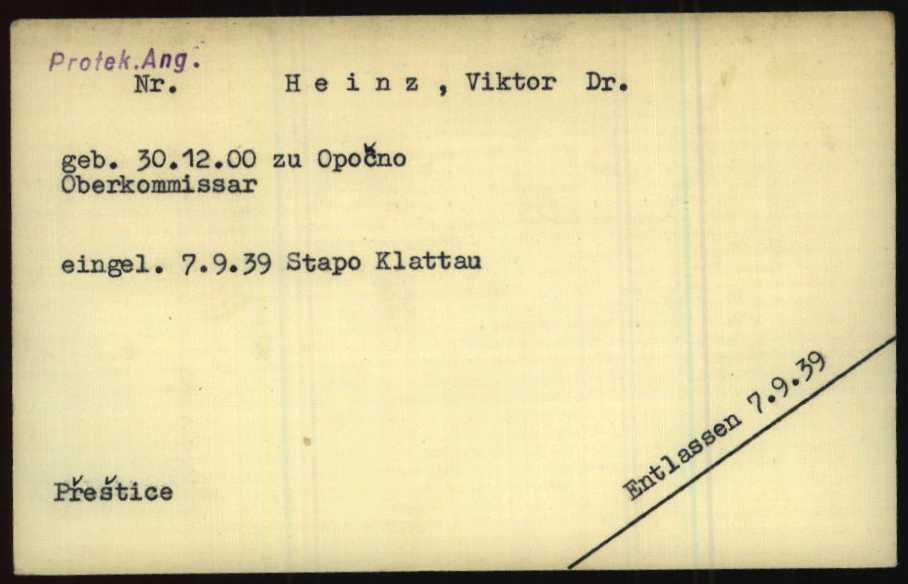 Protek.Ang.
Nr. Heinz, Viktor Dr.
geb. 30.12.00 zu Opočno
Oberkommissar
eingel. 7.9.39 Stapo Klattau
Entlassen 7.9.39
Přeštice